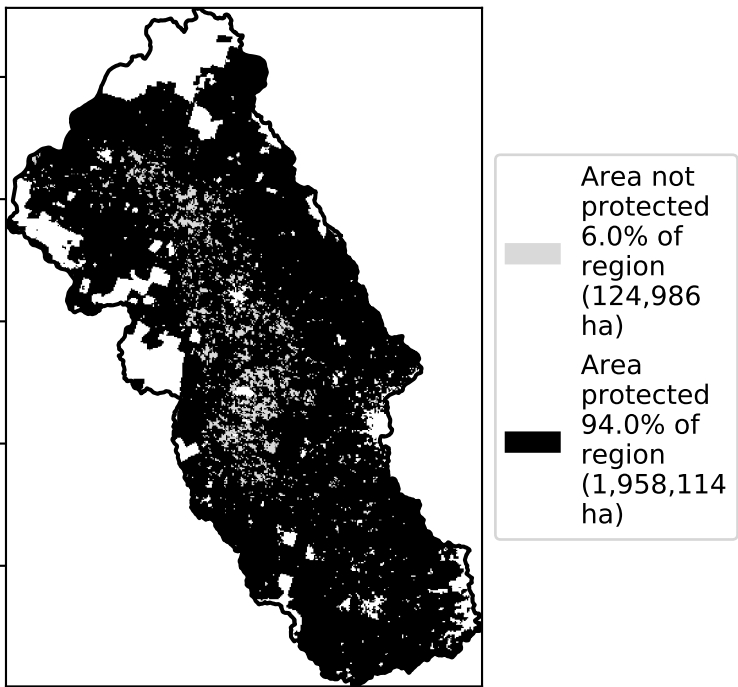 Area not
protected
6.0% of
region
(124,986
ha)
Area
protected
94.0% of
region
(1,958,114
ha)